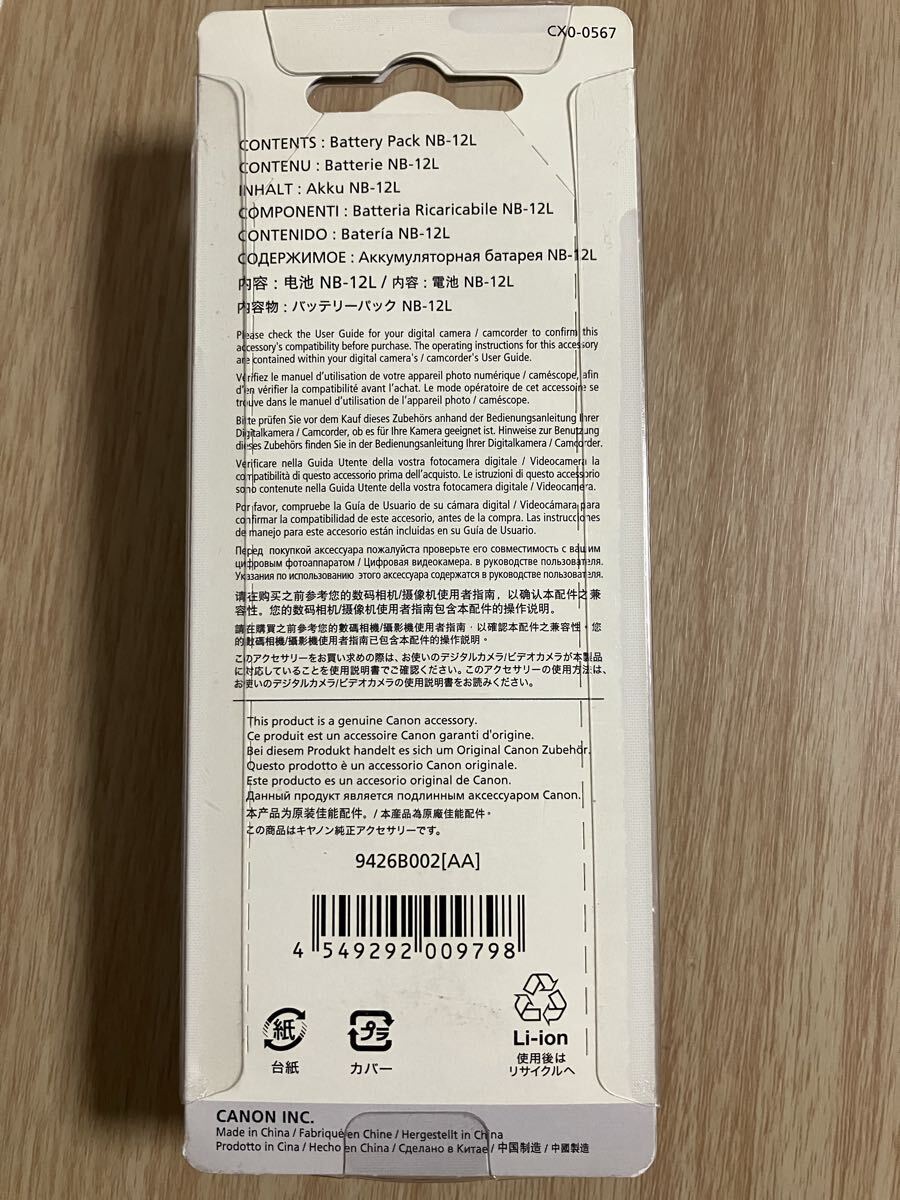 CX0-0567
CONTENTS : Battery Pack NB-12L
CONTENU : Batterie NB-12L
INHALT : Akku NB-12L
COMPONENTI : Batteria Ricaricabile NB-12L
CONTENIDO : Batería NB-12L
СОДЕРЖИМОЕ : Аккумуляторная батарея NB-12L
内容 : 电池 NB-12L / 内容 : 電池 NB-12L
内容物 : バッテリーパック NB-12L
Please check the User Guide for your digital camera / camcorder to confirm this
accessory's compatibility before purchase. The operating instructions for this accessory
are contained within your digital camera's / camcorder's User Guide.
Vérifiez le manuel d'utilisation de votre appareil photo numérique / caméscope, afin
d'en vérifier la compatibilité avant l'achat. Le mode opératoire de cet accessoire se
trouve dans le manuel d'utilisation de l'appareil photo / caméscope.
Bitte prüfen Sie vor dem Kauf dieses Zubehörs anhand der Bedienungsanleitung Ihrer
Digitalkamera / Camcorder, ob es für Ihre Kamera geeignet ist. Hinweise zur Benutzung
dieses Zubehörs finden Sie in der Bedienungsanleitung Ihrer Digitalkamera / Camcorder.
Verificare nella Guida Utente della vostra fotocamera digitale / Videocamera la
compatibilità di questo accessorio prima dell'acquisto. Le istruzioni di questo accessorio
sono contenute nella Guida Utente della vostra fotocamera digitale / Videocamera.
Por favor, compruebe la Guía de Usuario de su cámara digital / Videocámara para
confirmar la compatibilidad de este accesorio, antes de la compra. Las instrucciones
de manejo para este accesorio están incluidas en su Guía de Usuario.
Перед покупкой аксессуара пожалуйста проверьте его совместимость с вашим
цифровым фотоаппаратом / Цифровая видеокамера. в руководстве пользователя.
Указания по использованию этого аксессуара содержатся в руководстве пользователя.
请在购买之前参考您的数码相机/摄像机使用者指南，以确认本配件之兼
容性。您的数码相机/摄像机使用者指南包含本配件的操作说明。
請在購買之前參考您的數碼相機/攝影機使用者指南，以確認本配件之兼容性。您
的數碼相機/攝影機使用者指南已包含本配件的操作說明。
このアクセサリーをお買い求めの際は、お使いのデジタルカメラ/ビデオカメラが本製品
に対応していることを使用説明書でご確認ください。このアクセサリーの使用方法は、
お使いのデジタルカメラ/ビデオカメラの使用説明書をお読みください。
This product is a genuine Canon accessory.
Ce produit est un accessoire Canon garanti d'origine.
Bei diesem Produkt handelt es sich um Original Canon Zubehör.
Questo prodotto è un accessorio Canon originale.
Este producto es un accesorio original de Canon.
Данный продукт является подлинным аксессуаром Canon.
本产品为原装佳能配件。/ 本產品為原廠佳能配件。
この商品はキヤノン純正アクセサリーです。
9426B002[AA]
4 549292 009798
紙
台紙
プラ
カバー
Li-ion
使用後は
リサイクルへ
CANON INC.
Made in China / Fabriqué en Chine / Hergestellt in China
Prodotto in Cina / Hecho en China / Сделано в Китае / 中国制造 / 中國製造